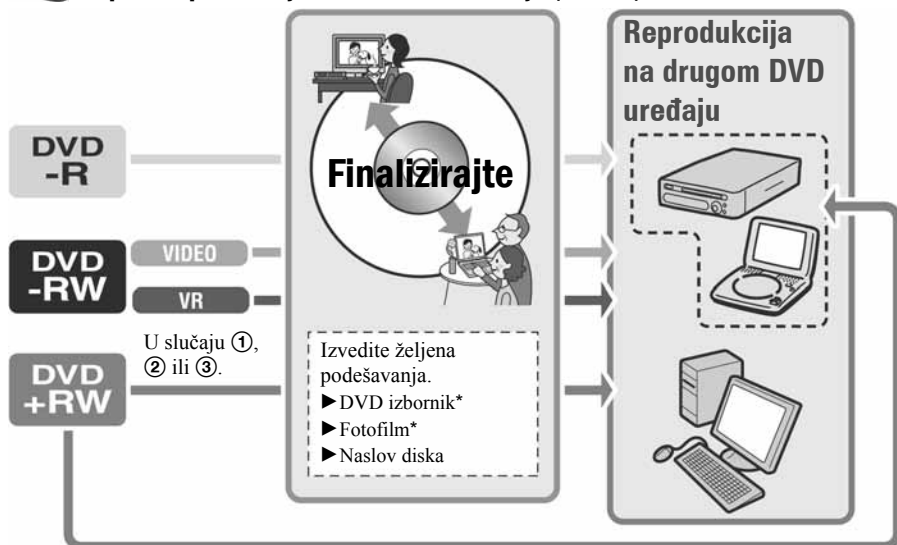 Reprodukcija
na drugom DVD
uređaju
DVD
-R
Finalizirajte
DVD
-RW
VIDEO
VR
U slučaju ①,
② ili ③.
DVD
+RW
Izvedite željena
podešavanja.
►DVD izbornik*
►Fotofilm*
►Naslov diska